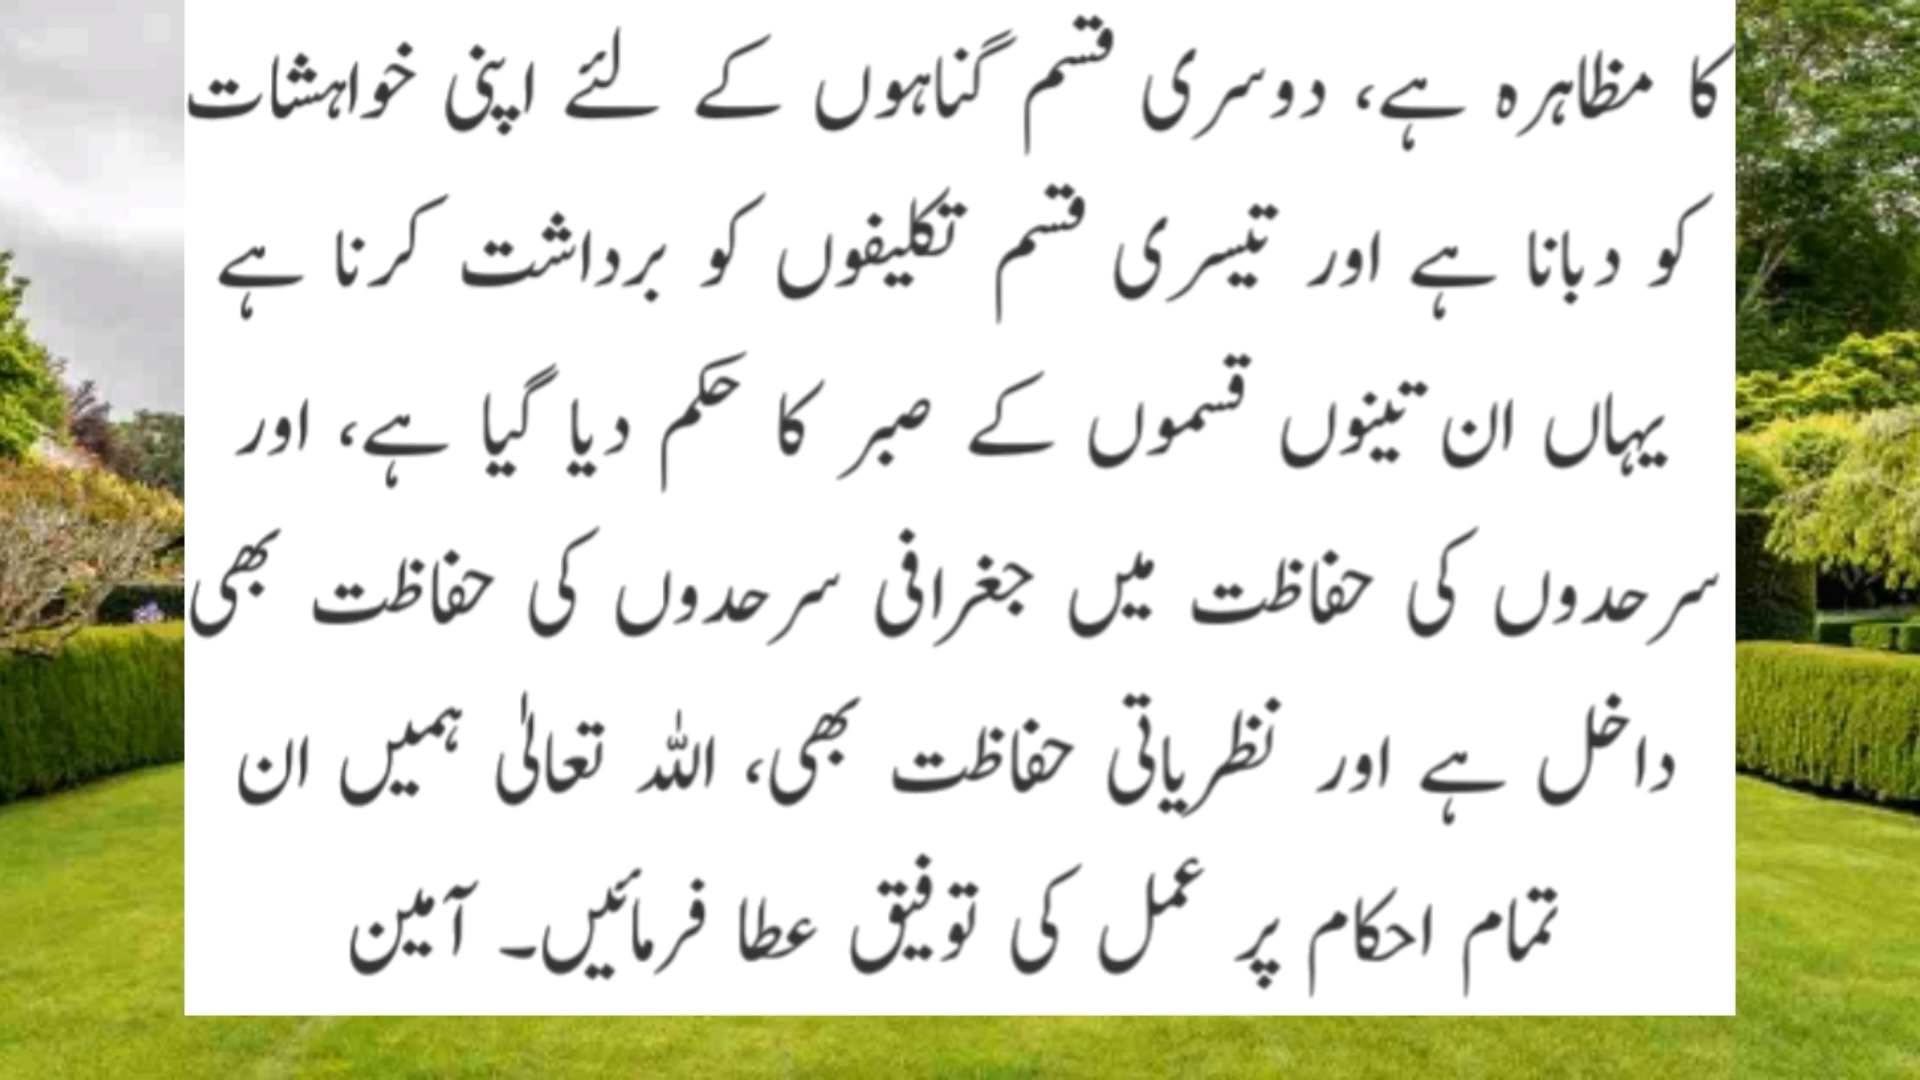 کا مظاہرہ ہے، دوسری قسم گناہوں کے لئے اپنی خواہشات
کو دبانا ہے اور تیسری قسم تکلیفوں کو برداشت کرنا ہے
یہاں ان تینوں قسموں کے صبر کا حکم دیا گیا ہے، اور
سرحدوں کی حفاظت میں جغرافی سرحدوں کی حفاظت بھی
داخل ہے اور نظریاتی حفاظت بھی، اللہ تعالیٰ ہمیں ان
تمام احکام پر عمل کی توفیق عطا فرمائیں۔ آمین